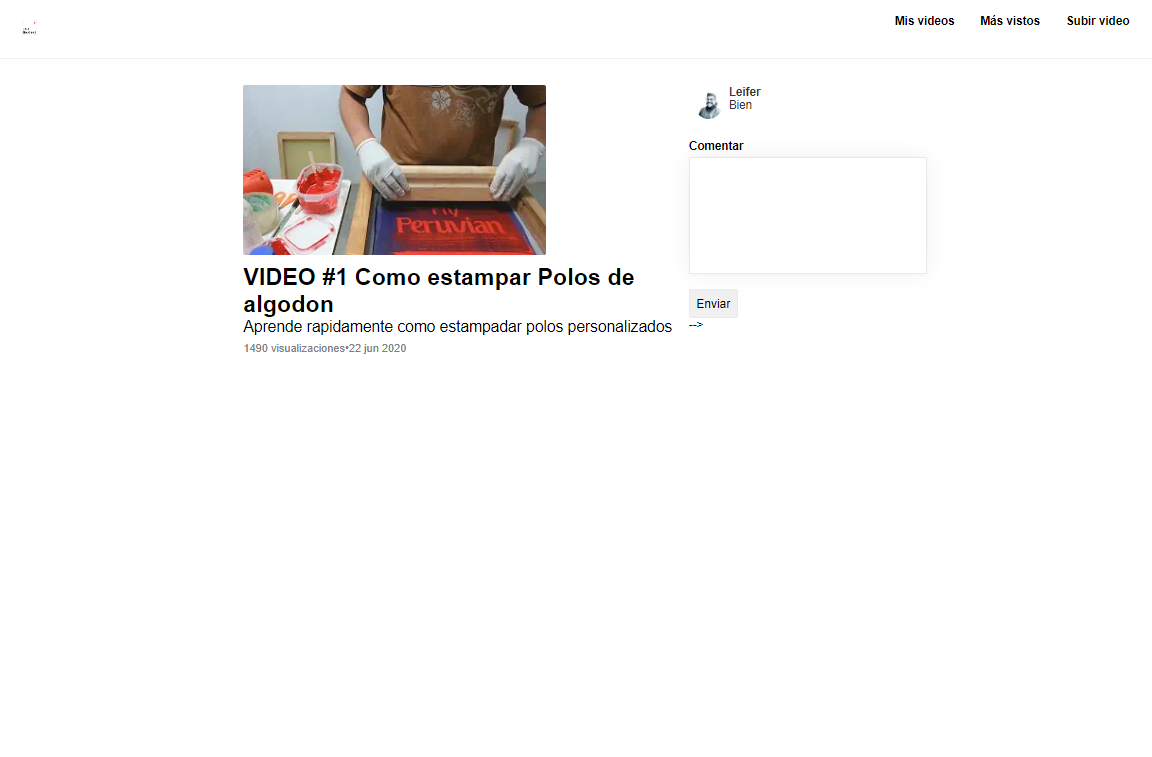 Mis videos
Más vistos
Subir video
Peruvian
VIDEO #1 Como estampar Polos de
algodon
Aprende rapidamente como estampadar polos personalizados
1490 visualizaciones•22 jun 2020
Leifer
Bien
Comentar
Enviar
-->